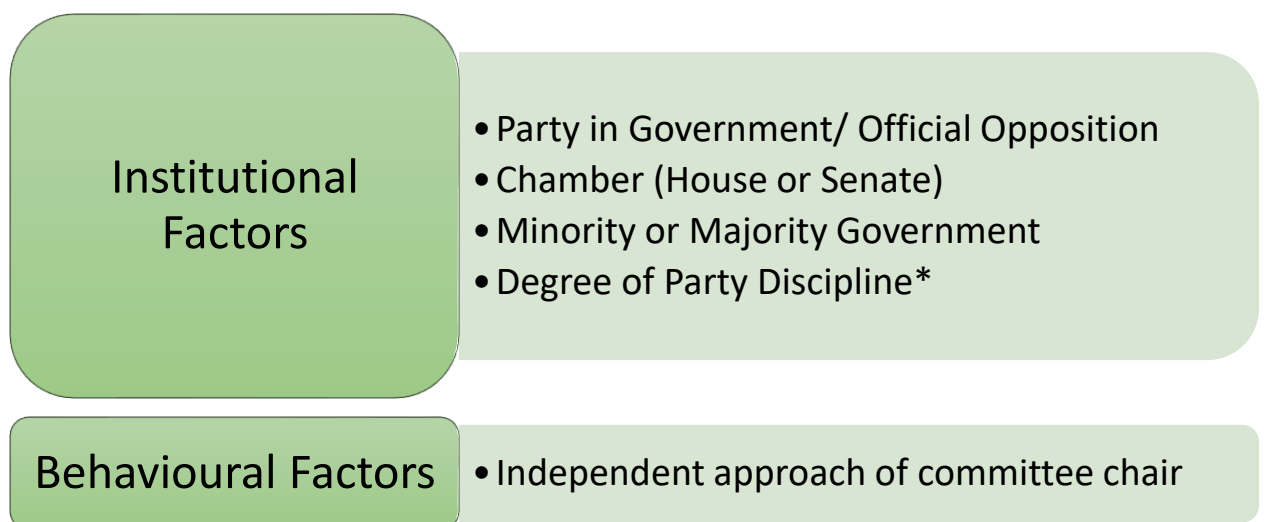 Institutional
Factors
•Party in Government/ Official Opposition
•Chamber (House or Senate)
•Minority or Majority Government
•Degree of Party Discipline*
Behavioural Factors
•Independent approach of committee chair